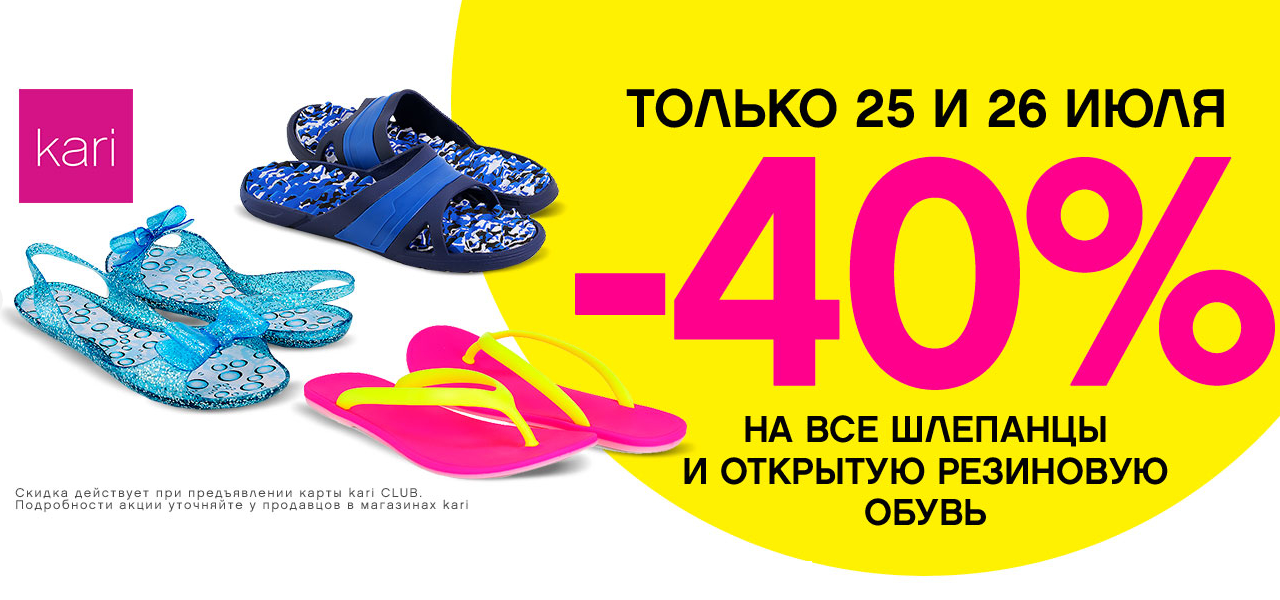 kari
ТОЛЬКО 25 И 26 ИЮЛЯ
-40%
НА ВСЕ ШЛЕПАНЦЫ
И ОТКРЫТУЮ РЕЗИНОВУЮ
ОБУВЬ
Скидка действует при предъявлении карты kari CLUB.
Подробности акции уточняйте у продавцов в магазинах kari